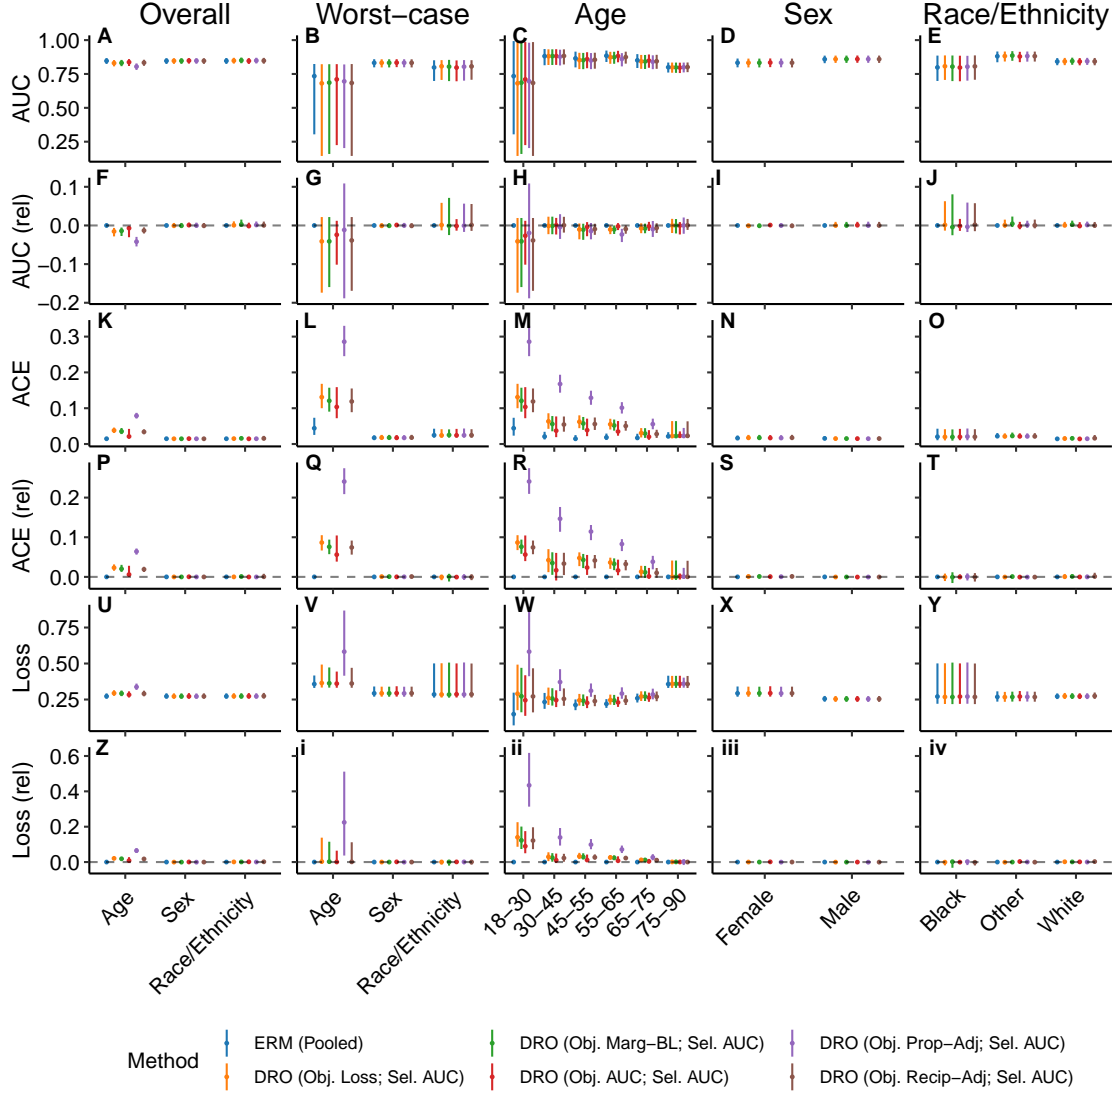 Overall Worst−case Age Sex Race/Ethnicity
A B C D E
AUC
1.00
0.75
0.50
0.25
F G H I J
AUC (rel)
0.1
0.0
−0.1
−0.2
K L M N O
ACE
0.3
0.2
0.1
0.0
P Q R S T
ACE (rel)
0.2
0.1
0.0
U V W X Y
Loss
0.75
0.50
0.25
Z i ii iii iv
Loss (rel)
0.6
0.4
0.2
0.0
Age Sex Race/Ethnicity Age Sex Race/Ethnicity 18−30 30−45 45−55 55−65 65−75 75−90 Female Male Black Other White
Method
ERM (Pooled) DRO (Obj. Marg−BL; Sel. AUC) DRO (Obj. Prop−Adj; Sel. AUC)
DRO (Obj. Loss; Sel. AUC) DRO (Obj. AUC; Sel. AUC) DRO (Obj. Recip−Adj; Sel. AUC)